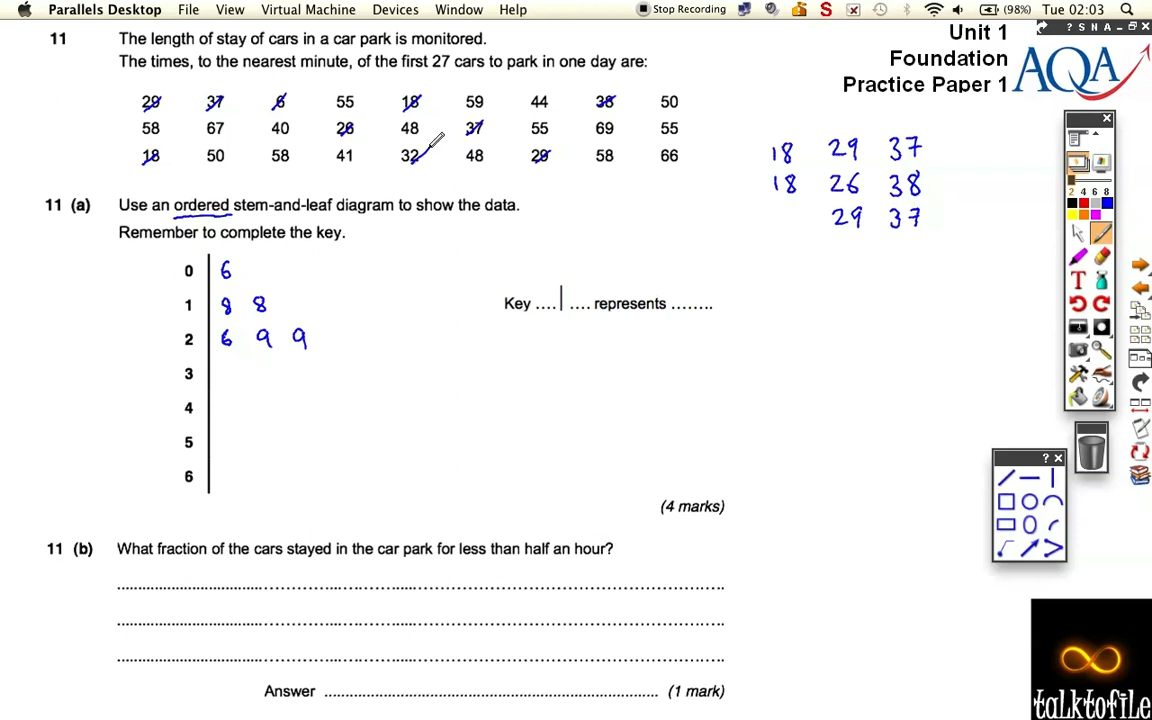 Parallels Desktop File View Virtual Machine Devices Window Help Stop Recording S (98%) Tue 02:03
Unit 1
Foundation
Practice Paper 1
AQA
? S N A
11 The length of stay of cars in a car park is monitored.
The times, to the nearest minute, of the first 27 cars to park in one day are:
29 37 6 55 18 59 44 38 50
58 67 40 26 48 37 55 69 55
18 50 58 41 32 48 29 58 66
18 29 37
18 26 38
29 37
2 4 6 8
T
11 (a) Use an ordered stem-and-leaf diagram to show the data.
Remember to complete the key.
0 6
1 8 8
2 6 9 9
3
4
5
6
Key .... | .... represents ........
(4 marks)
?
11 (b) What fraction of the cars stayed in the car park for less than half an hour?
Answer (1 mark)
talktofile